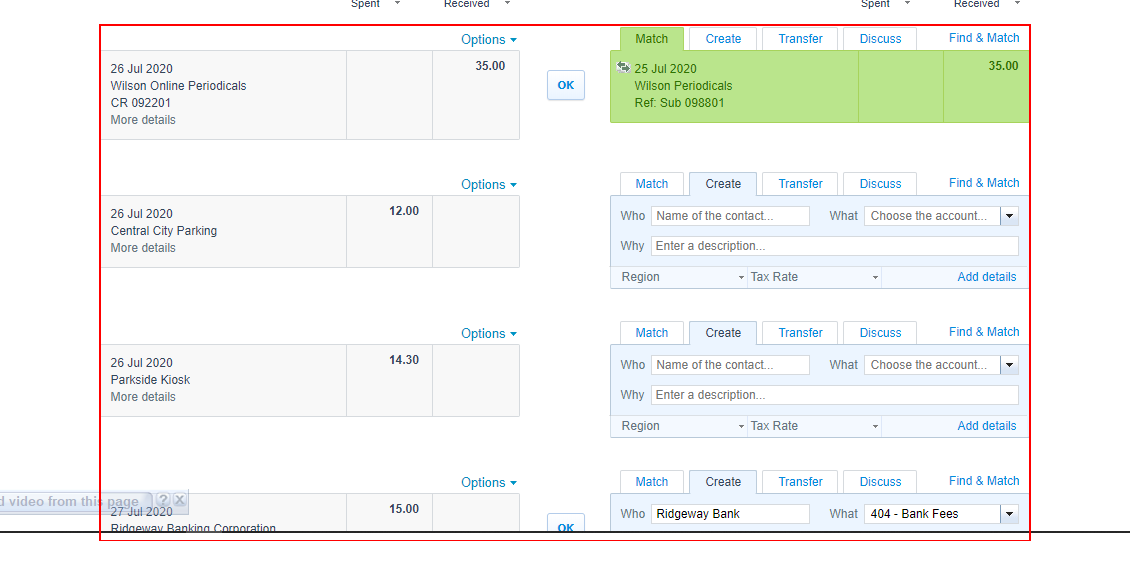 Spent Received Spent Received
Options Match Create Transfer Discuss Find & Match
26 Jul 2020 35.00 OK 25 Jul 2020 35.00
Wilson Online Periodicals Wilson Periodicals
CR 092201 Ref: Sub 098801
More details
Options Match Create Transfer Discuss Find & Match
26 Jul 2020 12.00 Who Name of the contact... What Choose the account...
Central City Parking
More details Why Enter a description...
Region Tax Rate Add details
Options Match Create Transfer Discuss Find & Match
26 Jul 2020 14.30 Who Name of the contact... What Choose the account...
Parkside Kiosk
More details Why Enter a description...
Region Tax Rate Add details
Options Match Create Transfer Discuss Find & Match
d video from this page ? X
27 Jul 2020 15.00 Who Ridgeway Bank What 404 - Bank Fees
Ridgeway Banking Corporation OK